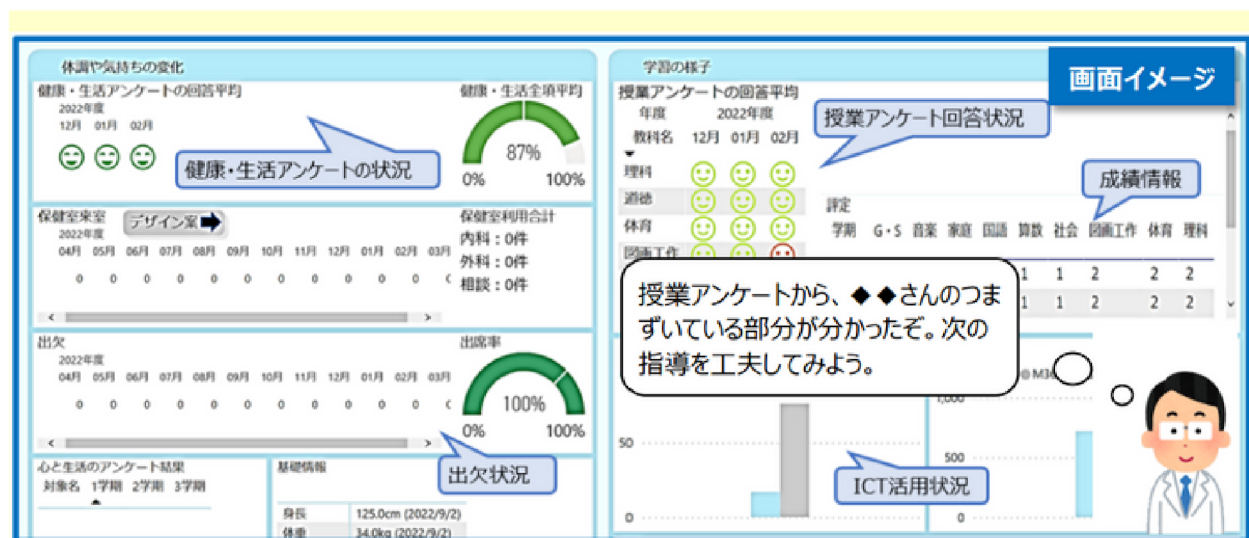 画面イメージ
体調や気持ちの変化
健康・生活アンケートの回答平均
2022年度
12月 01月 02月
健康・生活全項平均
87%
0% 100%
健康・生活アンケートの状況
保健室来室
デザイン案
2022年度
04月 05月 06月 07月 08月 09月 10月 11月 12月 01月 02月 03月
0 0 0 0 0 0 0 0 0 0 0
保健室利用合計
内科：0件
外科：0件
相談：0件
出欠
2022年度
04月 05月 06月 07月 08月 09月 10月 11月 12月 01月 02月 03月
0 0 0 0 0 0 0 0 0 0 0
出席率
100%
0% 100%
出欠状況
心と生活のアンケート結果
対象名 1学期 2学期 3学期
基礎情報
身長 125.0cm (2022/9/2)
体重 34.0kg (2022/9/2)
学習の様子
授業アンケートの回答平均
年度 2022年度
教科名 12月 01月 02月
理科
道徳
体育
図画工作
授業アンケート回答状況
成績情報
評定
学期 G・S 音楽 家庭 国語 算数 社会 図画工作 体育 理科
1 1 2 2 2
1 1 2 2 2
授業アンケートから、◆◆さんのつま
ずいている部分が分かったぞ。次の
指導を工夫してみよう。
50
0
1,000
500
0
ICT活用状況